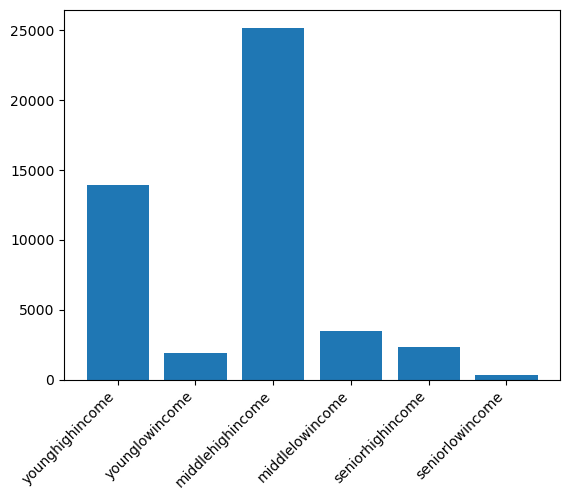 25000
20000
15000
10000
5000
0
younghighincome
younglowincome
middlehighincome
middlelowincome
seniorhighincome
seniorlowincome